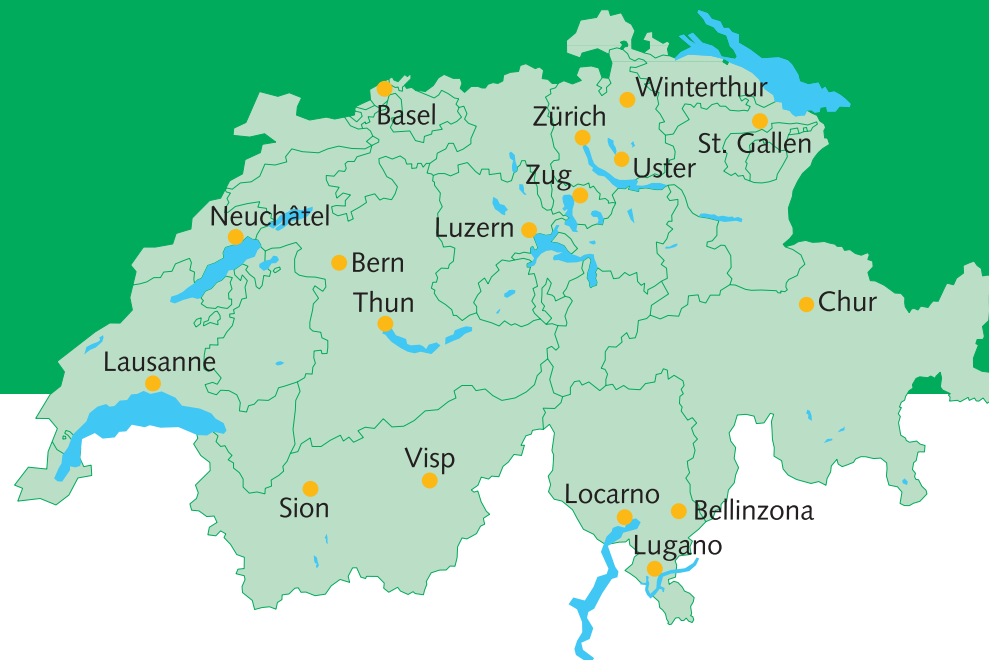 Winterthur
Basel
Zürich
St. Gallen
Uster
Zug
Neuchâtel
Luzern
Bern
Thun
Chur
Lausanne
Visp
Sion
Locarno
Bellinzona
Lugano